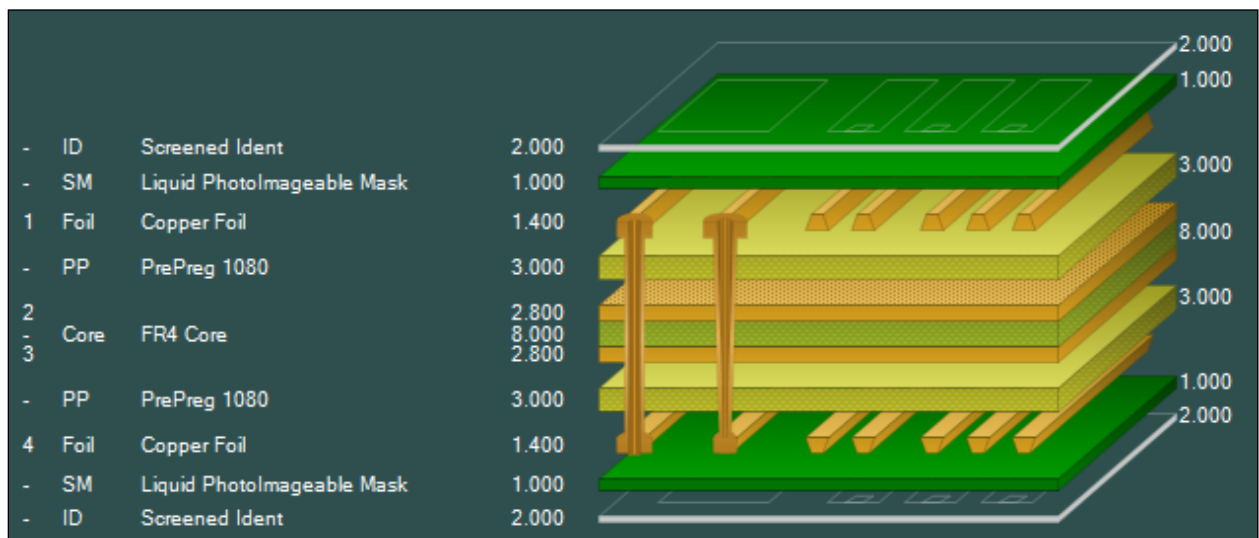 2.000
1.000
- ID Screened Ident 2.000
3.000
- SM Liquid PhotoImageable Mask 1.000
1 Foil Copper Foil 1.400
8.000
- PP PrePreg 1080 3.000
3.000
2 2.800
- Core FR4 Core 8.000
3 2.800
1.000
- PP PrePreg 1080 3.000
2.000
4 Foil Copper Foil 1.400
- SM Liquid PhotoImageable Mask 1.000
- ID Screened Ident 2.000